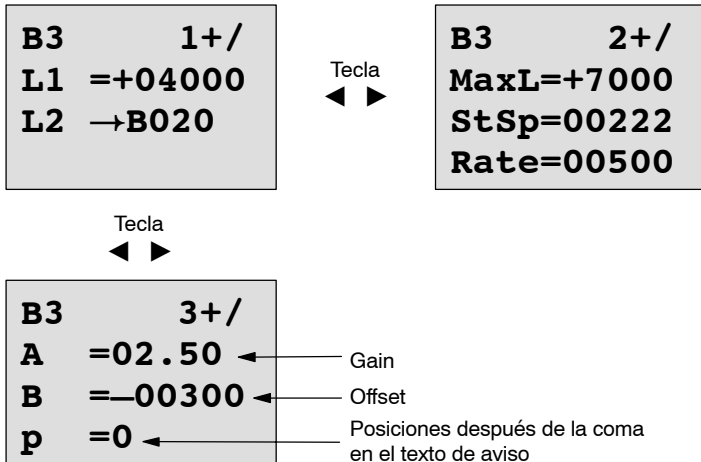 B3 1+/
L1 =+04000
L2 →B020
Tecla
◄ ►
B3 2+/
MaxL=+7000
StSp=00222
Rate=00500
Tecla
◄ ►
B3 3+/
A =02.50
B =–00300
p =0
Gain
Offset
Posiciones después de la coma
en el texto de aviso